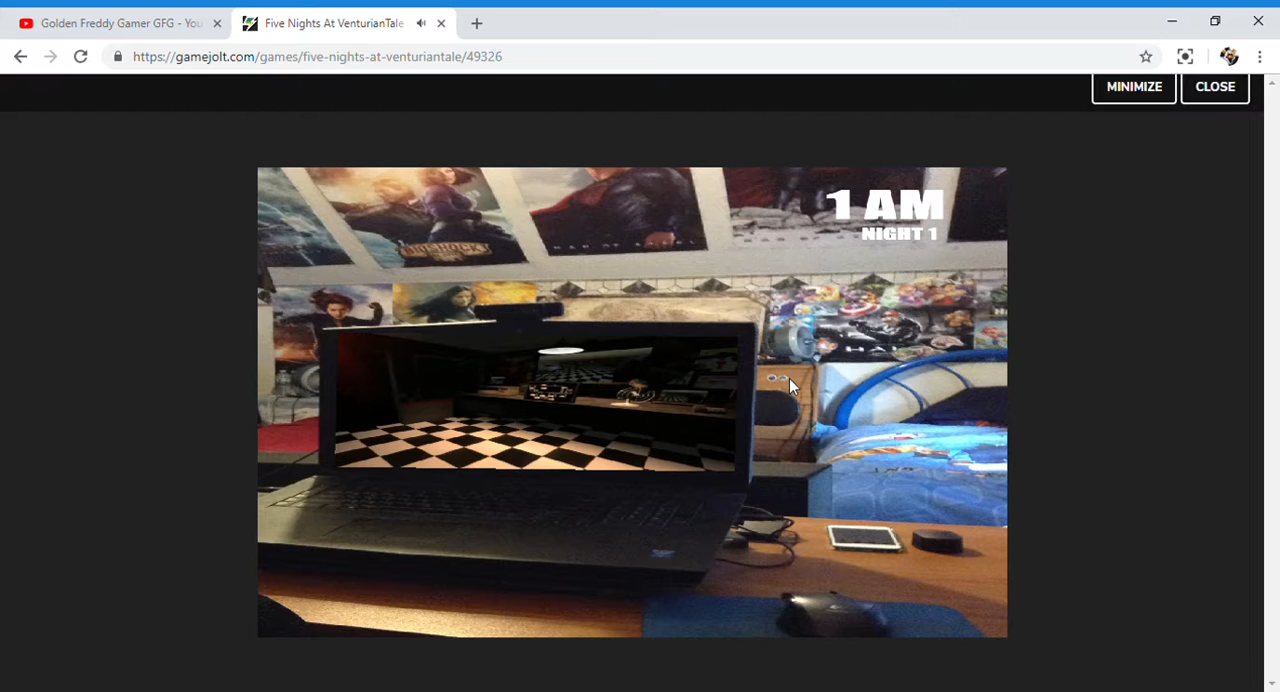 Golden Freddy Gamer GFG - You
Five Nights At VenturianTale
https://gamejolt.com/games/five-nights-at-venturiantale/49326
MINIMIZE
CLOSE
1 AM
NIGHT 1
BIOSHOCK